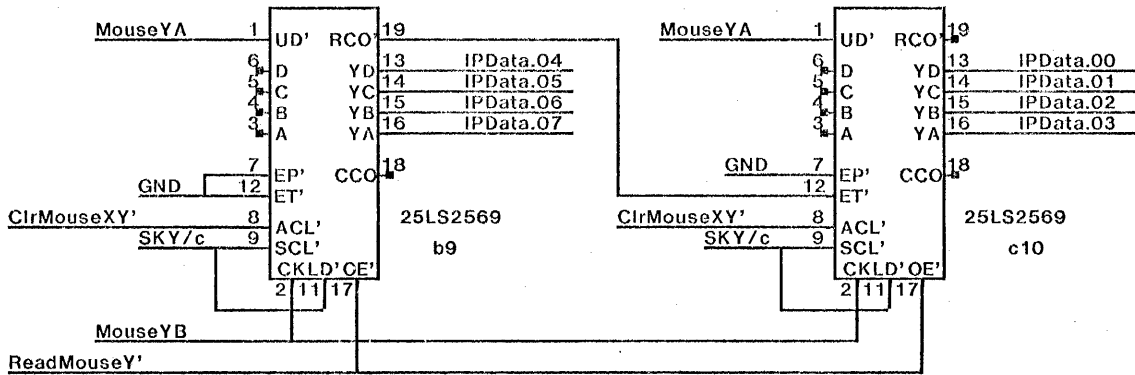 MouseYA 1 UD' RCO' 19
6 D YD 13 IPData.04
5 C YC 14 IPData.05
4 B YB 15 IPData.06
3 A YA 16 IPData.07
7 EP' CCO 18
GND 12 ET'
ClrMouseXY' 8 ACL' 25LS2569
SKY/c 9 SCL' b9
CK LD' OE'
2 11 17
MouseYA 1 UD' RCO' 19
6 D YD 13 IPData.00
5 C YC 14 IPData.01
4 B YB 15 IPData.02
3 A YA 16 IPData.03
GND 7 EP' CCO 18
12 ET'
ClrMouseXY' 8 ACL' 25LS2569
SKY/c 9 SCL' c10
CK LD' OE'
2 11 17
MouseYB
ReadMouseY'